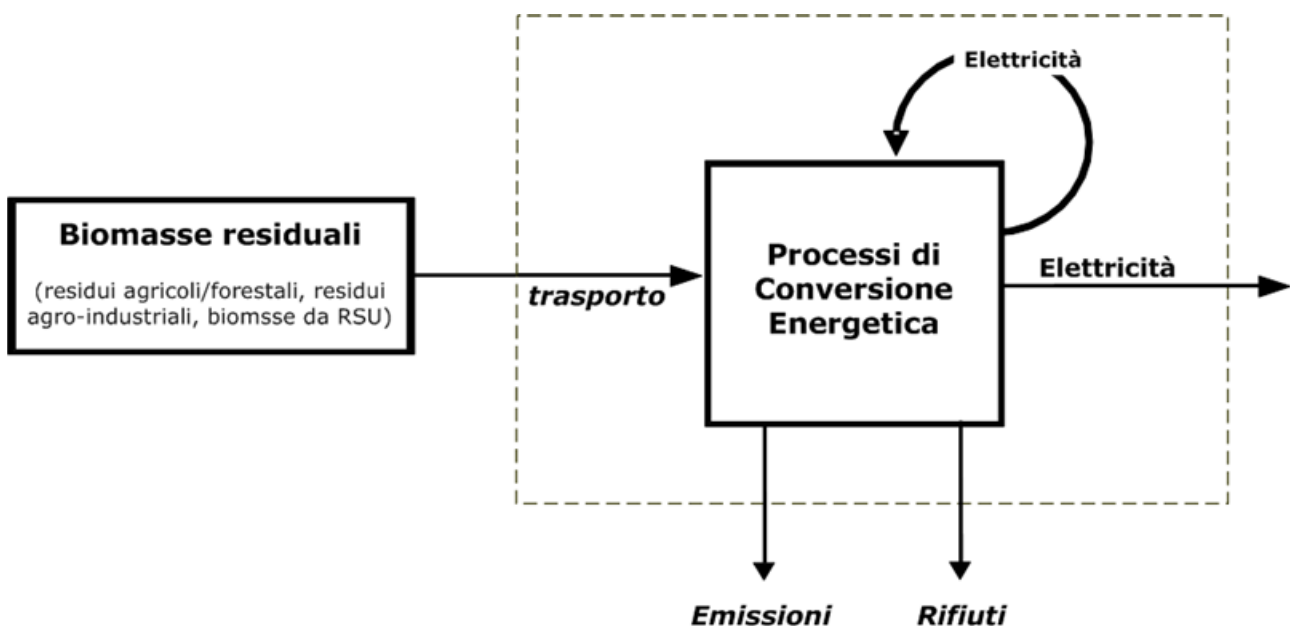 Elettricità
Biomasse residuali
(residui agricoli/forestali, residui
agro-industriali, biomsse da RSU)
trasporto
Processi di
Conversione
Energetica
Elettricità
Emissioni
Rifiuti